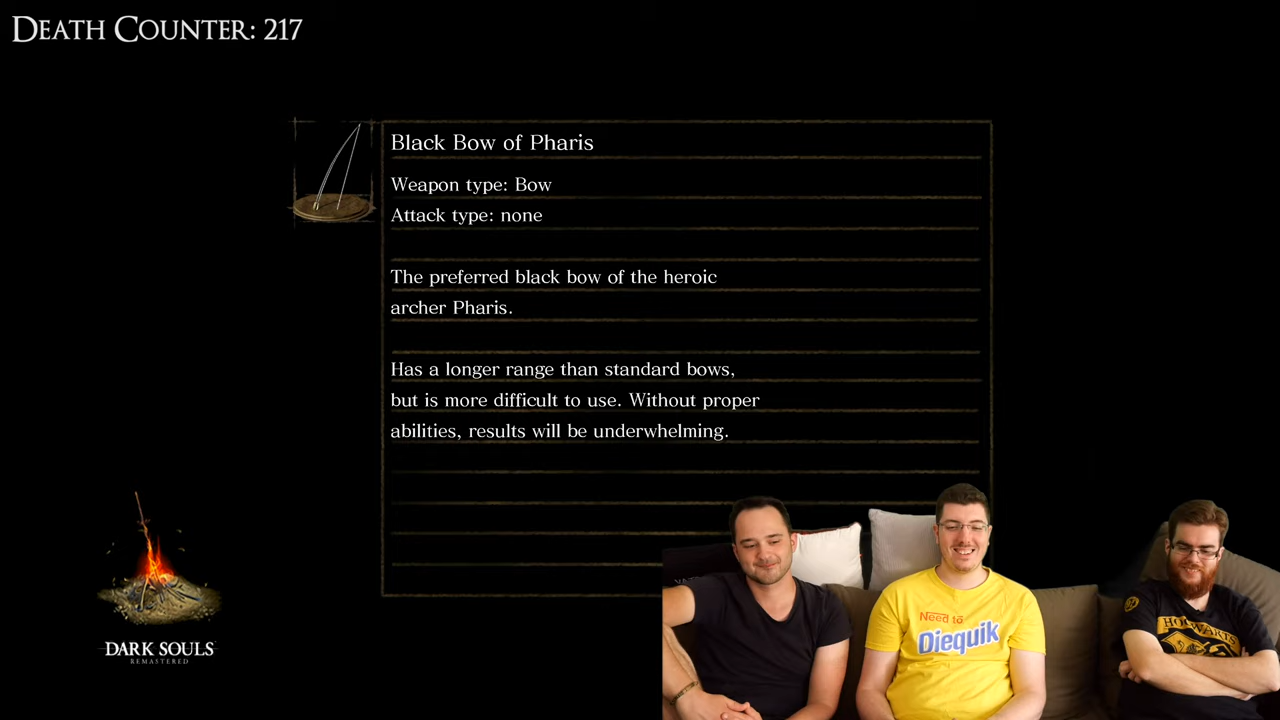 DEATH COUNTER: 217
Black Bow of Pharis
Weapon type: Bow
Attack type: none
The preferred black bow of the heroic
archer Pharis.
Has a longer range than standard bows,
but is more difficult to use. Without proper
abilities, results will be underwhelming.
Need to
Diequik
HOGWARTS
DARK SOULS
REMASTERED